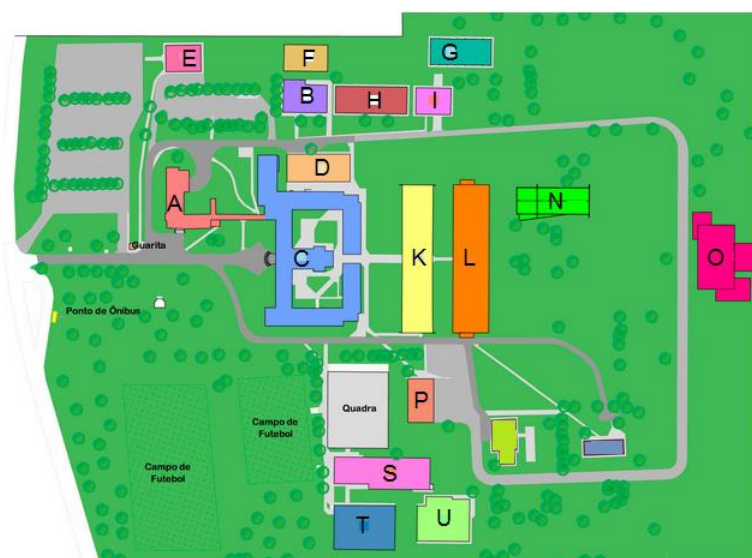 G
E
F
B
H
I
D
A
N
C
K
L
O
Guarita
Ponto de Ônibus
P
Quadra
Campo de
Futebol
Campo de
Futebol
S
T
U